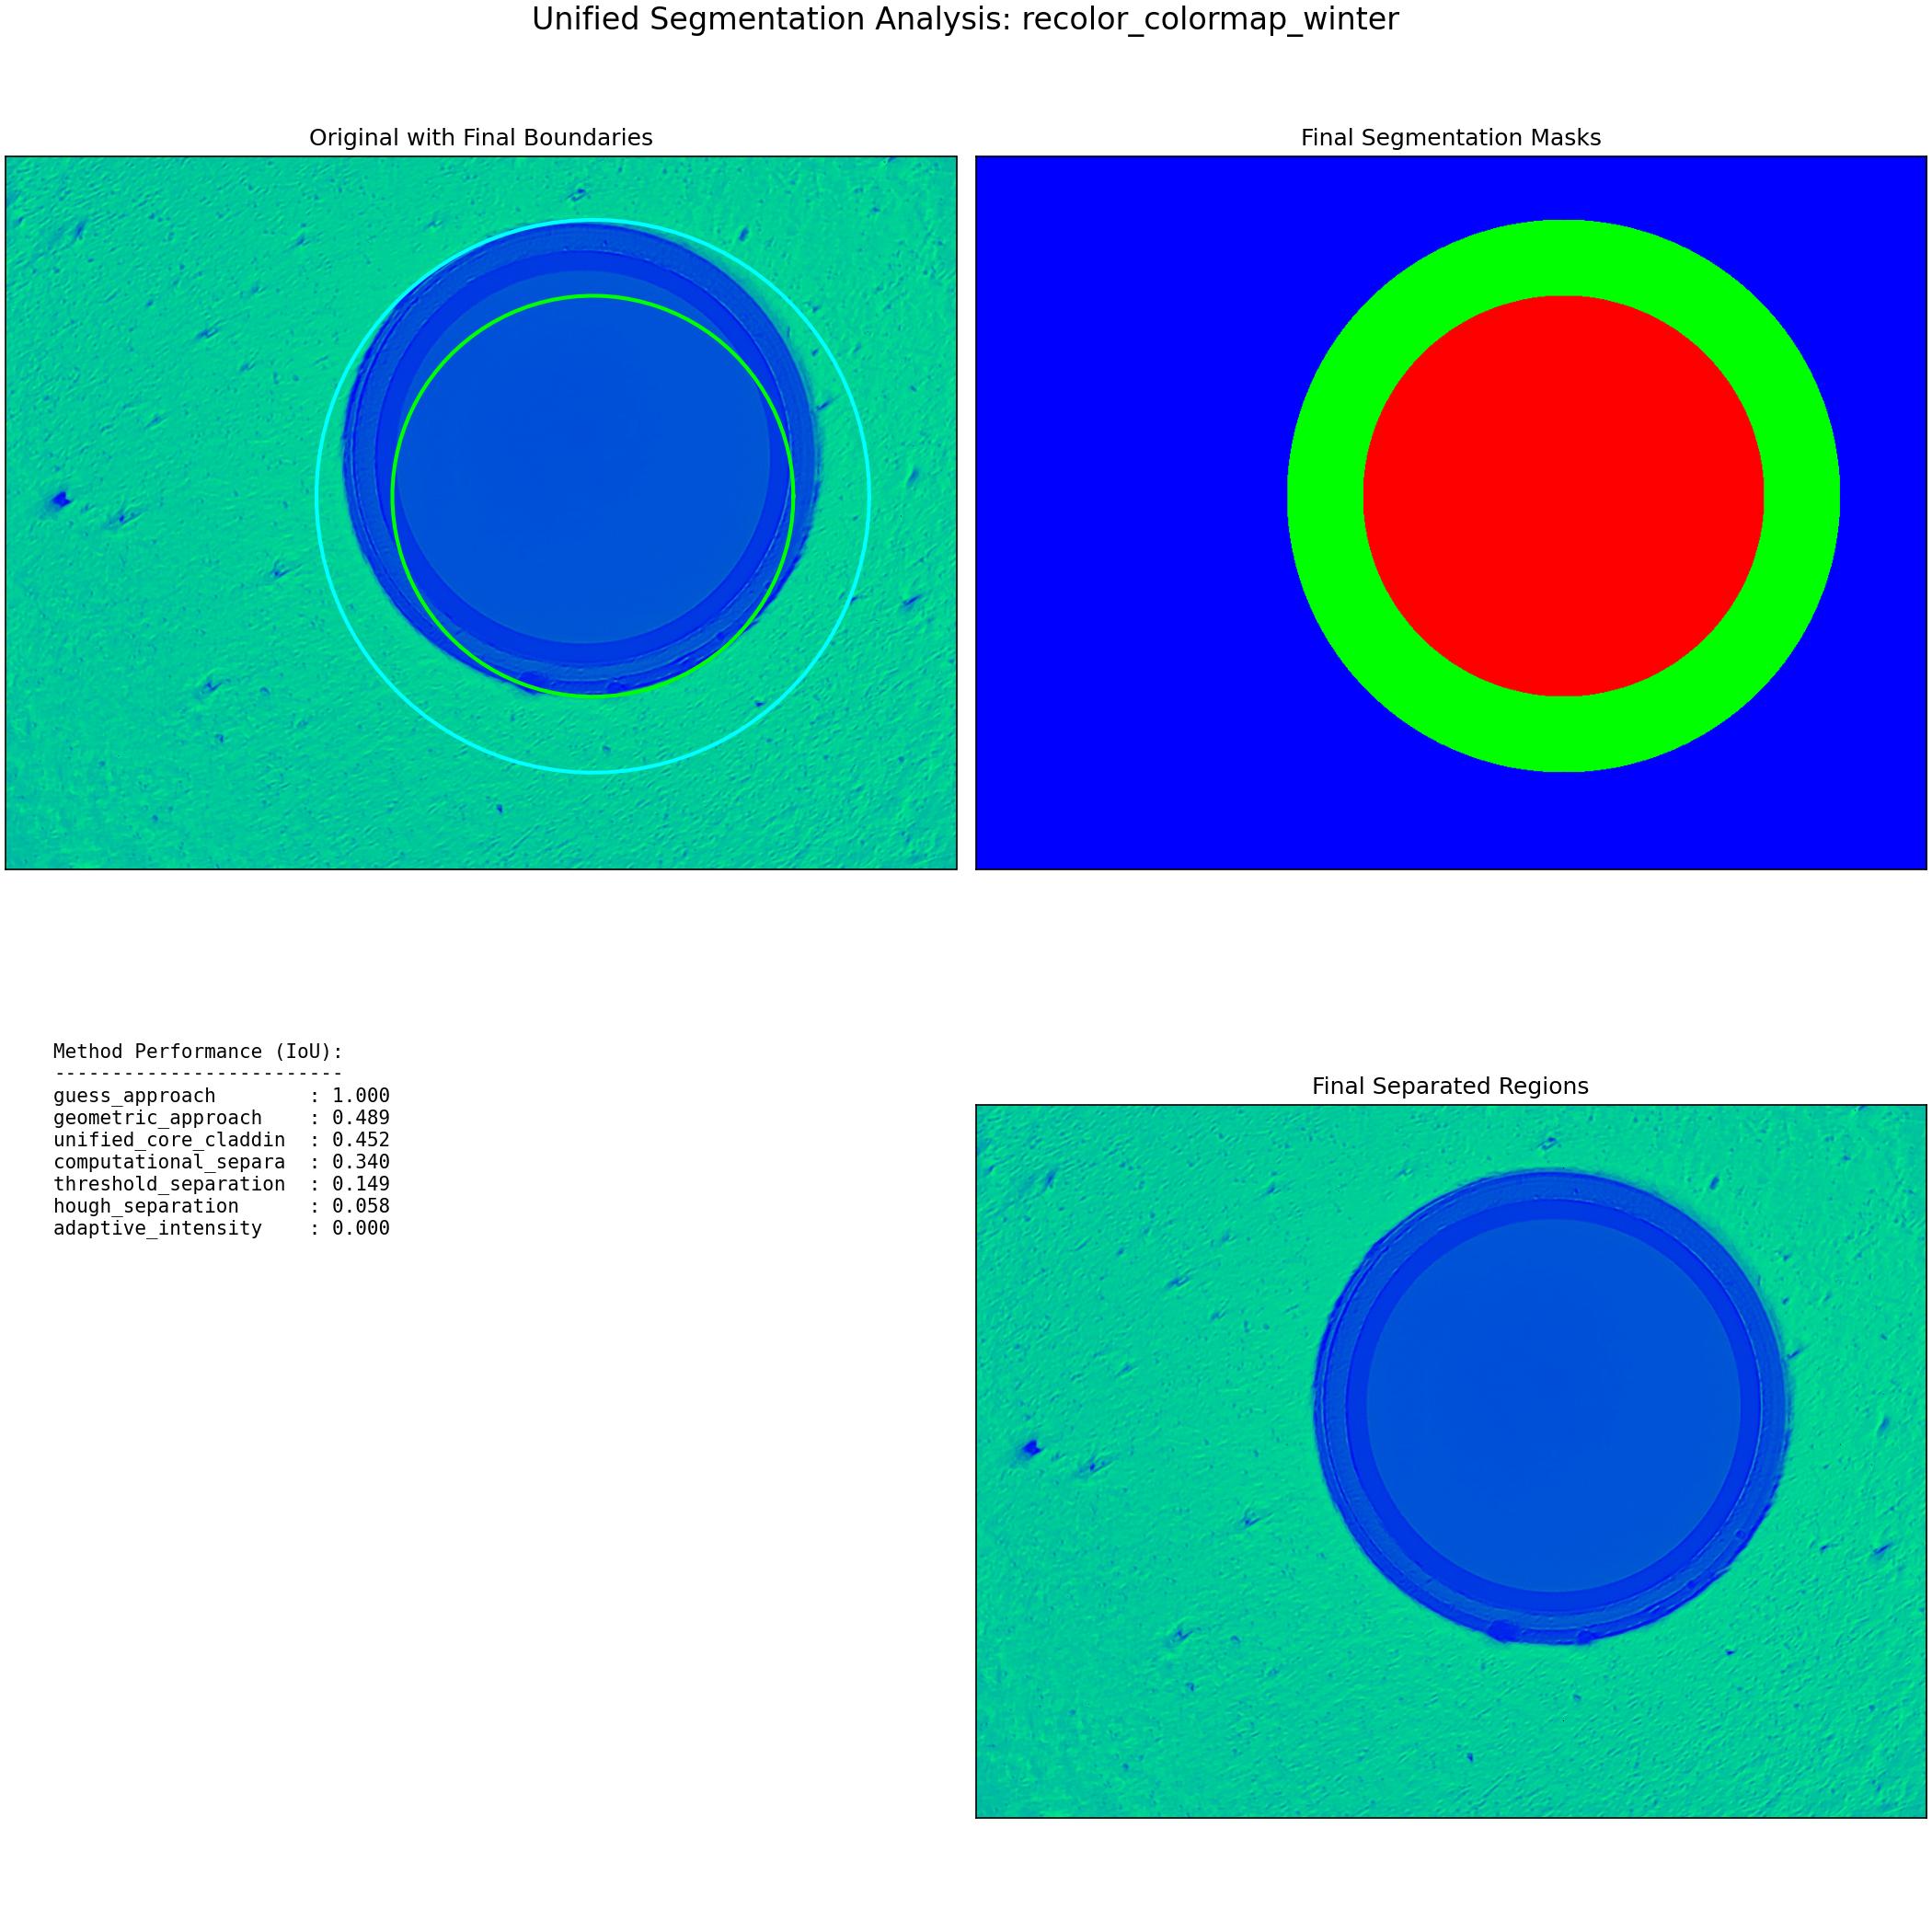 Unified Segmentation Analysis: recolor_colormap_winter
Original with Final Boundaries
Final Segmentation Masks
Method Performance (IoU):
-------------------------
guess_approach        : 1.000
geometric_approach    : 0.489
unified_core_claddin  : 0.452
computational_separa  : 0.340
threshold_separation  : 0.149
hough_separation      : 0.058
adaptive_intensity    : 0.000
Final Separated Regions